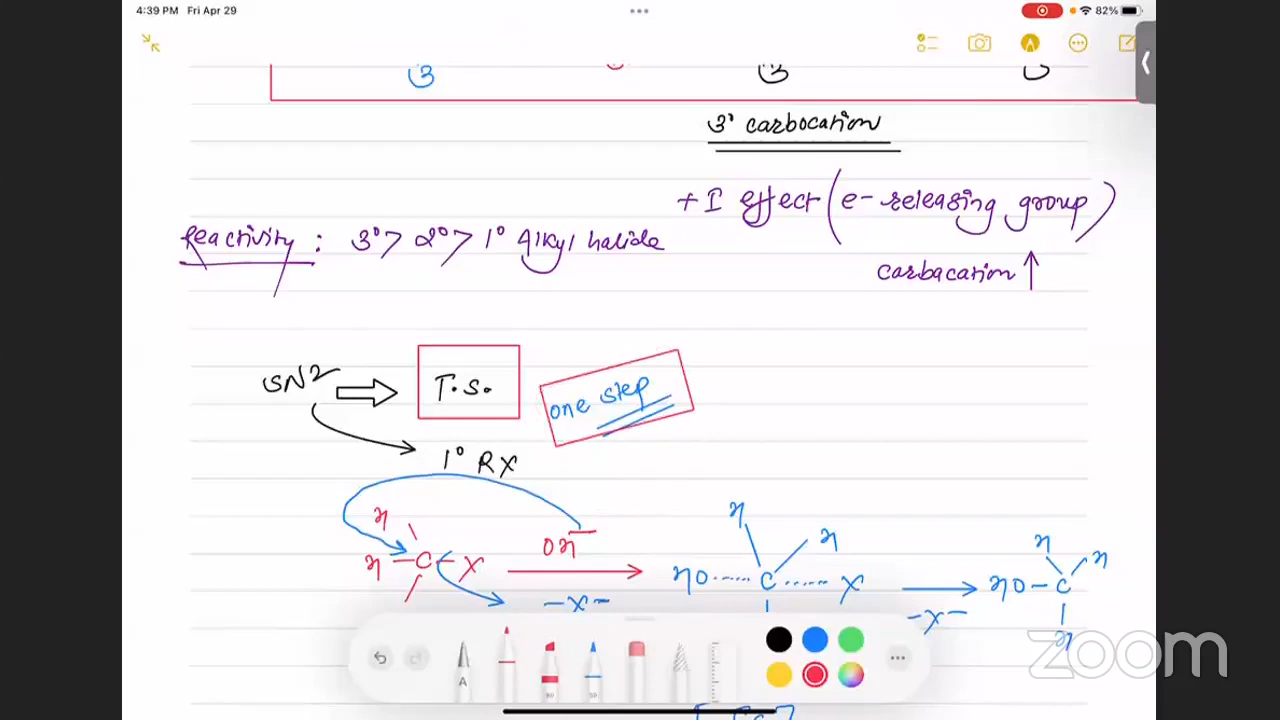 4:39 PM Fri Apr 29
82%
3° carbocation
+ I effect (e- releasing group)
Reactivity : 3° > 2° > 1° Alkyl halide
carbacation ↑
SN2 ⇒ T.S. one step
1° RX
H H H
H – C – X OH⁻ HO ..... C ..... X HO – C H
– X – – X – H
A
zoom